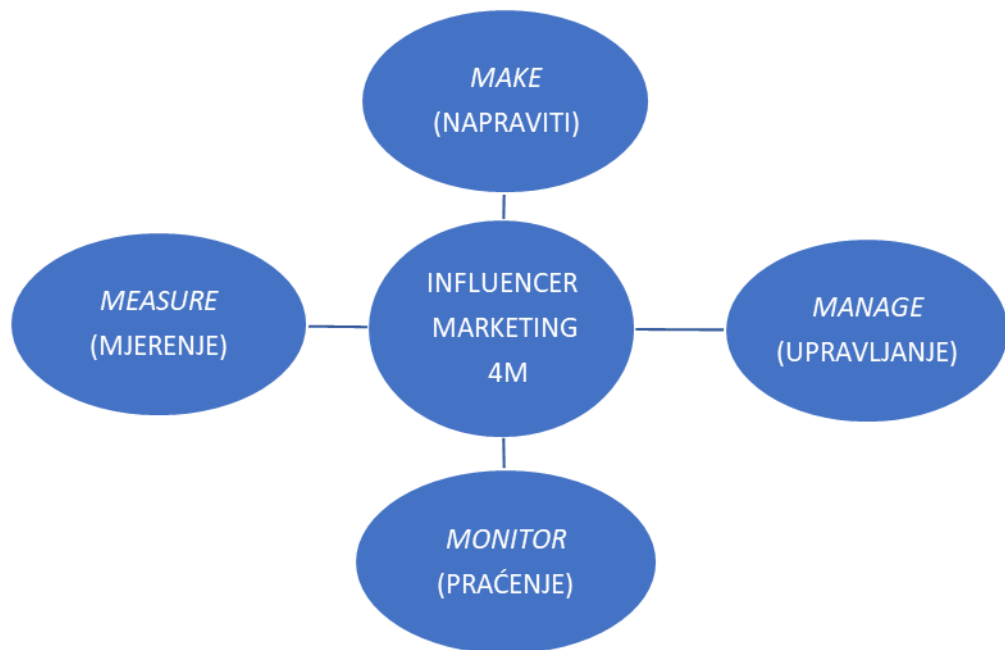 MAKE
(NAPRAVITI)
MEASURE
(MJERENJE)
INFLUENCER
MARKETING
4M
MANAGE
(UPRAVLJANJE)
MONITOR
(PRAĆENJE)